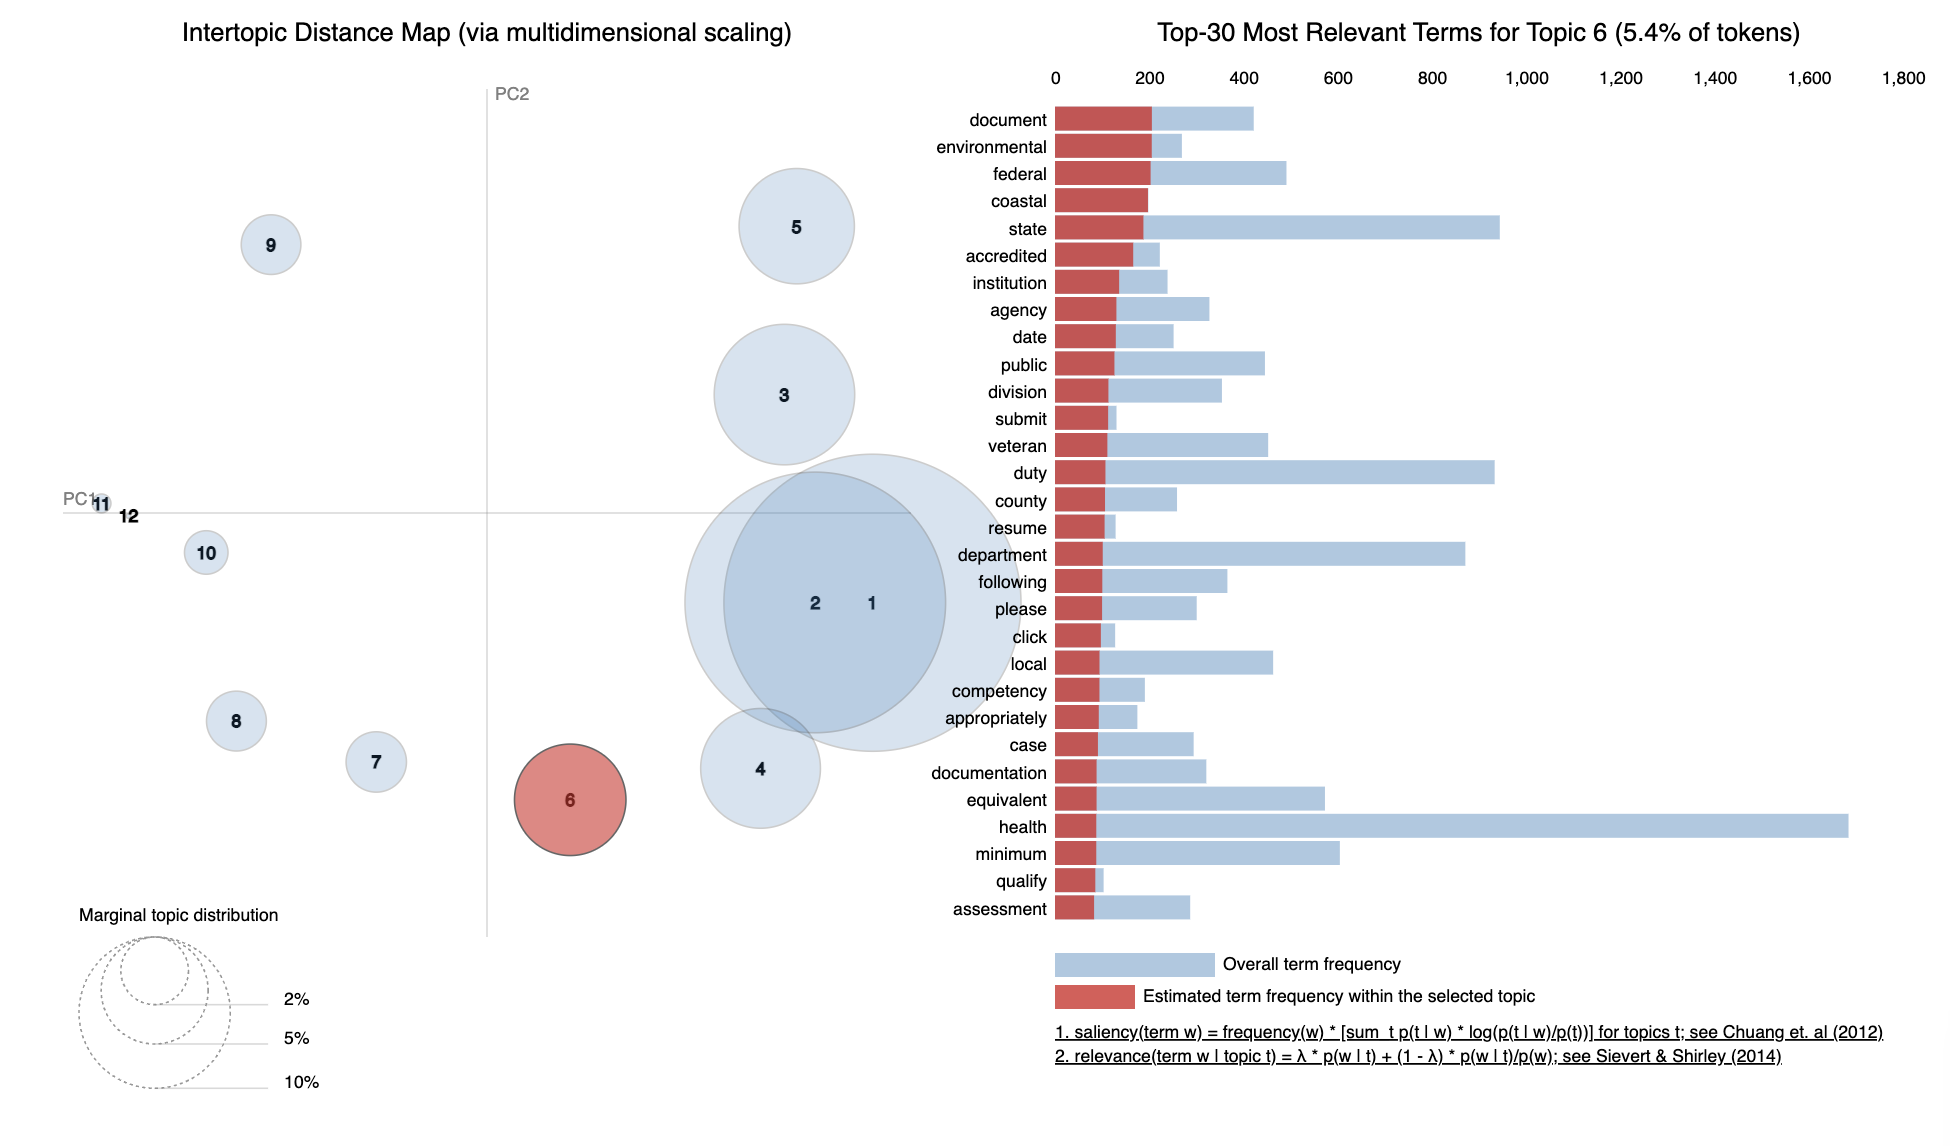 Intertopic Distance Map (via multidimensional scaling)
PC2
PC1
5
9
3
11
12
10
2
1
8
7
6
4
Marginal topic distribution
2%
5%
10%
Top-30 Most Relevant Terms for Topic 6 (5.4% of tokens)
0 200 400 600 800 1,000 1,200 1,400 1,600 1,800
document
environmental
federal
coastal
state
accredited
institution
agency
date
public
division
submit
veteran
duty
county
resume
department
following
please
click
local
competency
appropriately
case
documentation
equivalent
health
minimum
qualify
assessment
Overall term frequency
Estimated term frequency within the selected topic
1. saliency(term w) = frequency(w) * [sum_t p(t | w) * log(p(t | w)/p(t))] for topics t; see Chuang et. al (2012)
2. relevance(term w | topic t) = λ * p(w | t) + (1 - λ) * p(w | t)/p(w); see Sievert & Shirley (2014)